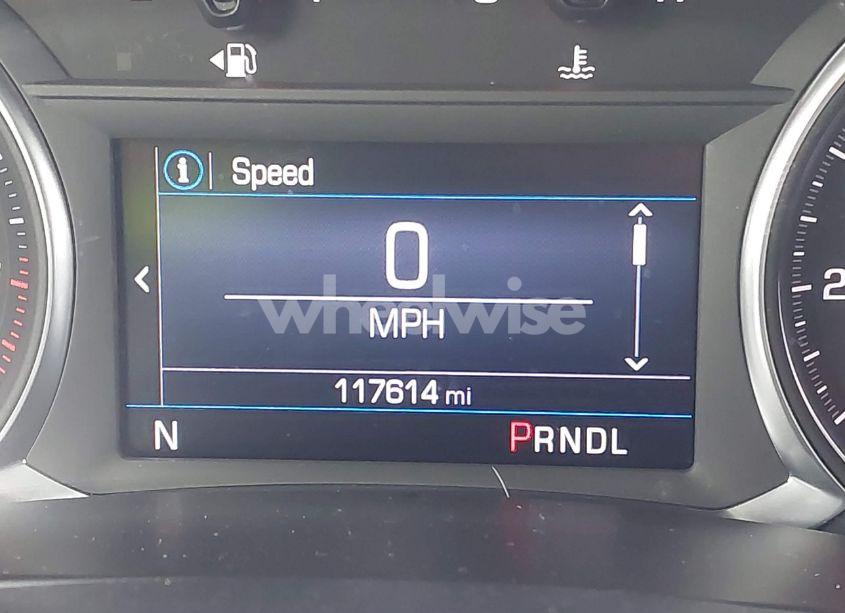 i Speed
0
MPH
117614 mi
N PRNDL
2
wheelwise